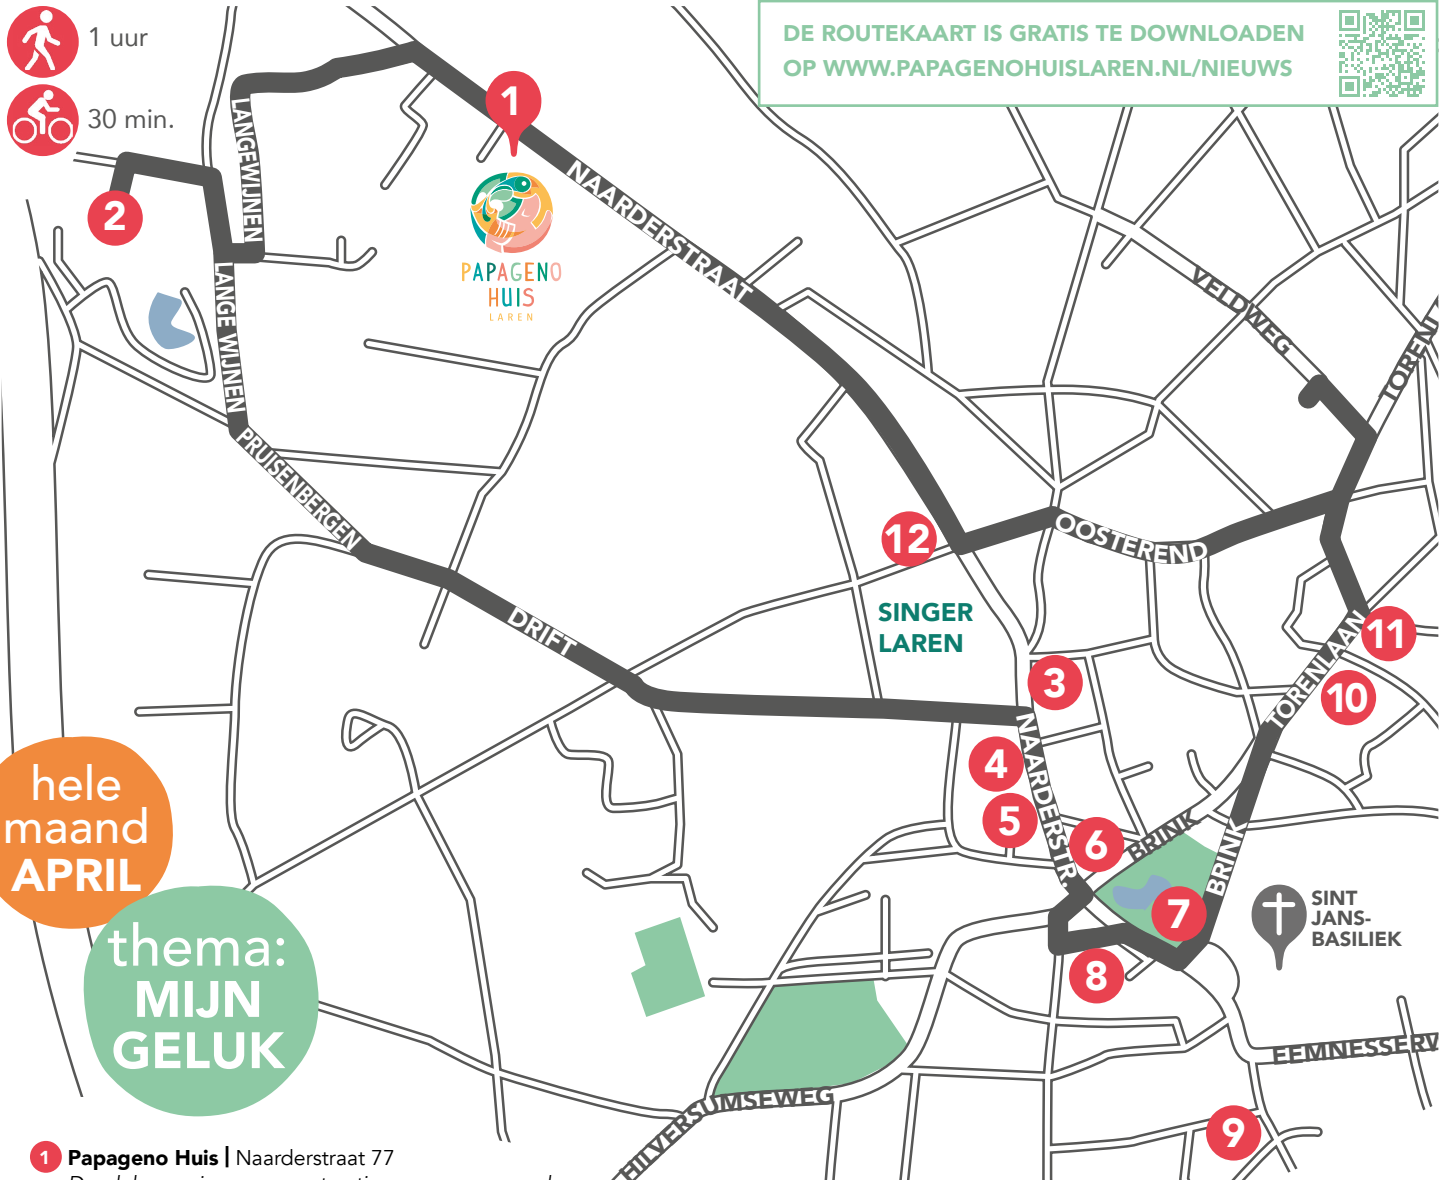 1 uur
30 min.
DE ROUTEKAART IS GRATIS TE DOWNLOADEN
OP WWW.PAPAGENOHUISLAREN.NL/NIEUWS
1
2
LANGEWIJNEN
LANGE WIJNEN
PAPAGENO
HUIS
LAREN
NAARDERSTRAAT
VELDWEG
TOREN
PRUISENBERGEN
DRIFT
12
OOSTEREND
SINGER
LAREN
11
TORENLAAN
10
3
NAARDERSTR.
4
5
6
BRINK
BRINK
7
8
SINT
JANS-
BASILIEK
hele
maand
APRIL
thema:
MIJN
GELUK
HILVERSUMSEWEG
EEMNESSERW
9
1 Papageno Huis | Naarderstraat 77